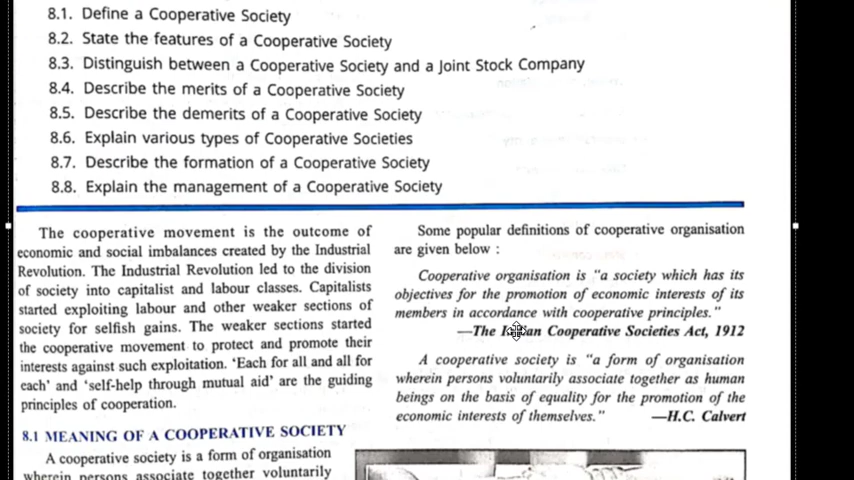 8.1. Define a Cooperative Society
8.2. State the features of a Cooperative Society
8.3. Distinguish between a Cooperative Society and a Joint Stock Company
8.4. Describe the merits of a Cooperative Society
8.5. Describe the demerits of a Cooperative Society
8.6. Explain various types of Cooperative Societies
8.7. Describe the formation of a Cooperative Society
8.8. Explain the management of a Cooperative Society
The cooperative movement is the outcome of
economic and social imbalances created by the Industrial
Revolution. The Industrial Revolution led to the division
of society into capitalist and labour classes. Capitalists
started exploiting labour and other weaker sections of
society for selfish gains. The weaker sections started
the cooperative movement to protect and promote their
interests against such exploitation. ‘Each for all and all for
each’ and ‘self-help through mutual aid’ are the guiding
principles of cooperation.
8.1 MEANING OF A COOPERATIVE SOCIETY
A cooperative society is a form of organisation
wherein persons associate together voluntarily
Some popular definitions of cooperative organisation
are given below :
Cooperative organisation is "a society which has its
objectives for the promotion of economic interests of its
members in accordance with cooperative principles."
—The Indian Cooperative Societies Act, 1912
A cooperative society is "a form of organisation
wherein persons voluntarily associate together as human
beings on the basis of equality for the promotion of the
economic interests of themselves." —H.C. Calvert